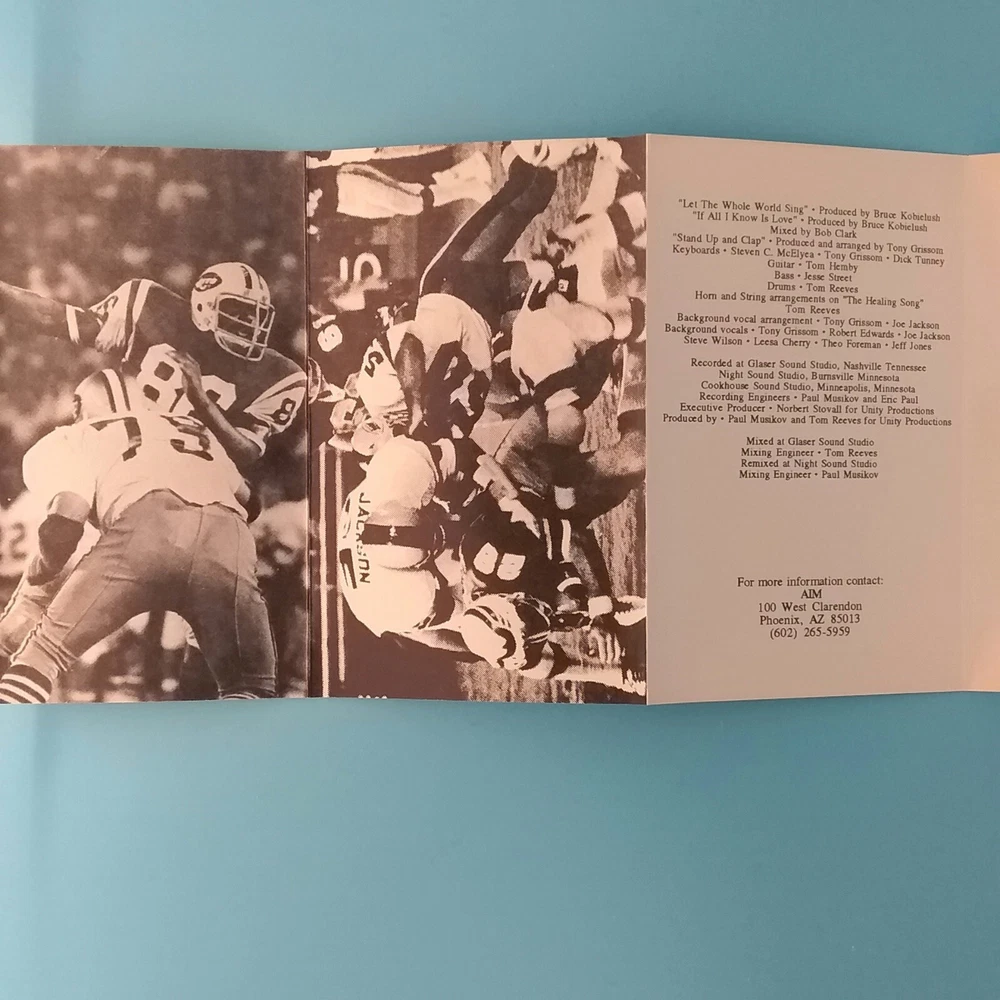 83
8
75
22
JACKSON
88
"Let The Whole World Sing" • Produced by Bruce Kobielush
"If All I Know Is Love" • Produced by Bruce Kobielush
Mixed by Bob Clark
"Stand Up and Clap" • Produced and arranged by Tony Grissom
Keyboards • Steven C. McElyea • Tony Grissom • Dick Tunney
Guitar • Tom Hemby
Bass • Jesse Street
Drums • Tom Reeves
Horn and String arrangements on "The Healing Song"
Tom Reeves
Background vocal arrangement • Tony Grissom • Joe Jackson
Background vocals • Tony Grissom • Robert Edwards • Joe Jackson
Steve Wilson • Leesa Cherry • Theo Foreman • Jeff Jones
Recorded at Glaser Sound Studio, Nashville Tennessee
Night Sound Studio, Burnsville Minnesota
Cookhouse Sound Studio, Minneapolis, Minnesota
Recording Engineers • Paul Musikov and Eric Paul
Executive Producer • Norbert Stovall for Unity Productions
Produced by • Paul Musikov and Tom Reeves for Unity Productions
Mixed at Glaser Sound Studio
Mixing Engineer • Tom Reeves
Remixed at Night Sound Studio
Mixing Engineer • Paul Musikov
For more information contact:
AIM
100 West Clarendon
Phoenix, AZ 85013
(602) 265-5959